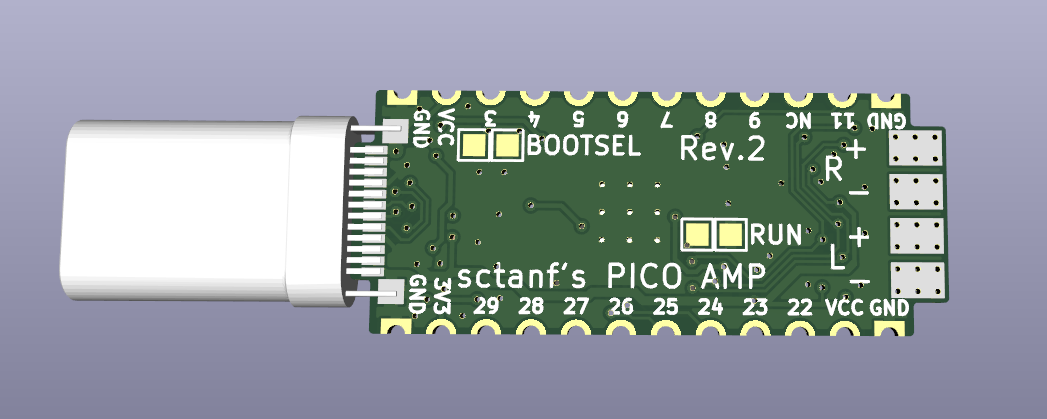 GND VCC 3 4 5 6 7 8 9 NC 11 GND
BOOTSEL
Rev.2
R + -
RUN
L + -
sctanf's PICO AMP
GND 3V3 29 28 27 26 25 24 23 22 VCC GND